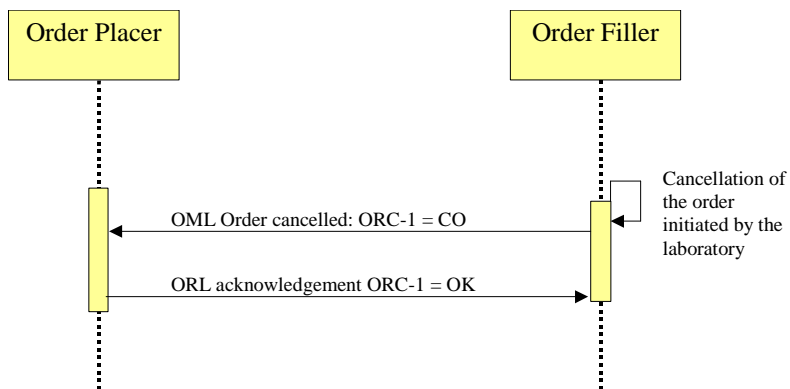 Order Placer
Order Filler
Cancellation of
the order
initiated by the
laboratory
OML Order cancelled: ORC-1 = CO
ORL acknowledgement ORC-1 = OK